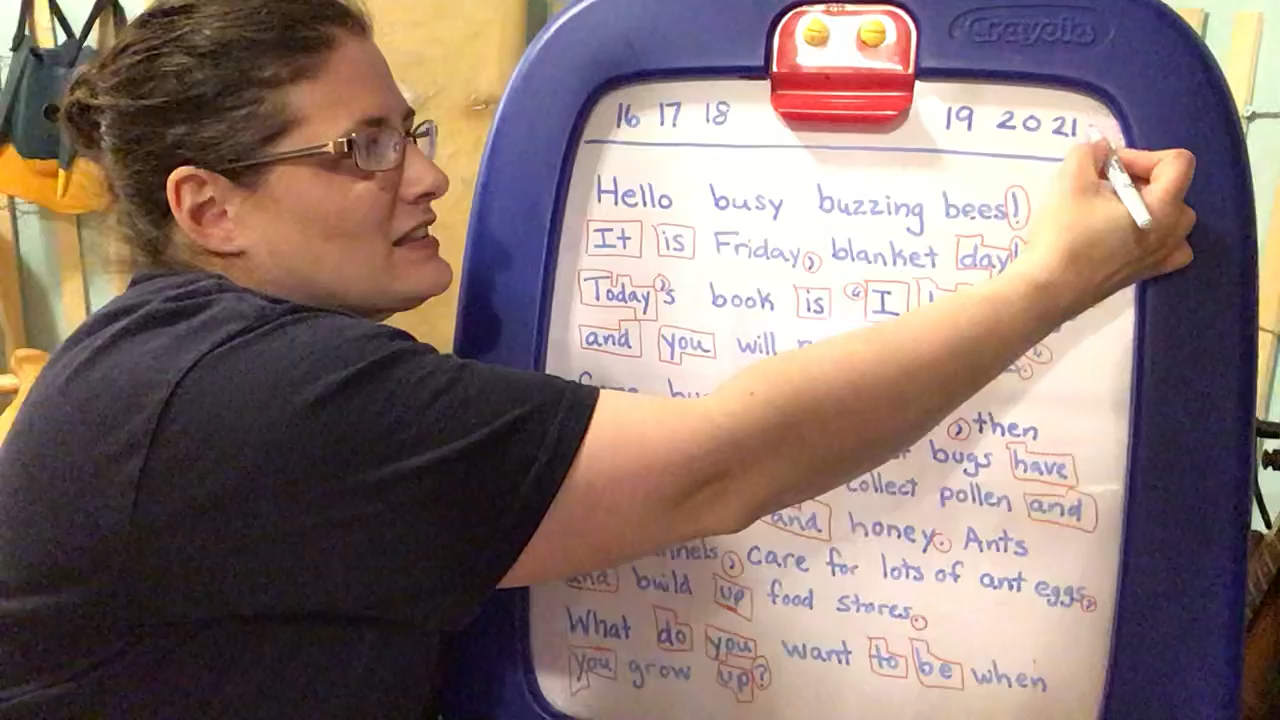 Crayola
16 17 18 19 20 21
Hello busy buzzing bees!
It is Friday, blanket day!
Today's book is "I
and you will
, then
bugs have
collect pollen and
and honey. Ants
care for lots of ant eggs,
and build up food stores.
What do you want to be when
you grow up?